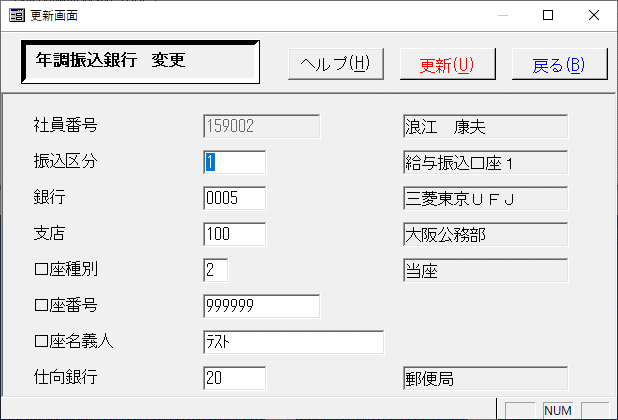 更新画面
年調振込銀行　変更
ヘルプ(H)
更新(U)
戻る(B)
社員番号 159002 浪江　康夫
振込区分 1 給与振込口座１
銀行 0005 三菱東京ＵＦＪ
支店 100 大阪公務部
口座種別 2 当座
口座番号 999999
口座名義人 ﾃｽﾄ
仕向銀行 20 郵便局
NUM